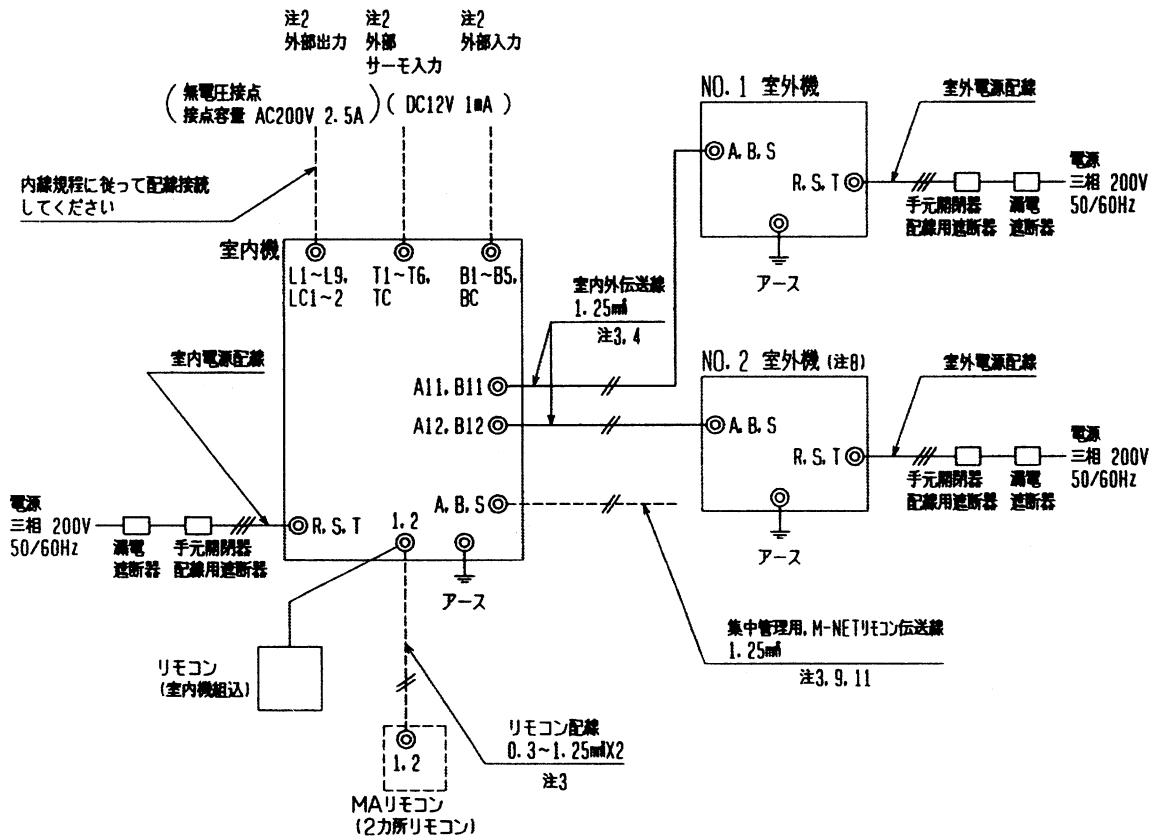 注2
外部出力
注2
外部
サーモ入力
注2
外部入力
(無電圧接点
接点容量 AC200V 2.5A)
(DC12V 1mA)
内線規程に従って配線接続
してください
室内機
L1~L9,
LC1~2
T1~T6,
TC
B1~B5,
BC
室内外伝送線
1.25㎟
注3,4
室内電源配線
A11,B11
A12,B12
A,B,S
電源
三相 200V
50/60Hz
漏電
遮断器
手元開閉器
配線用遮断器
R,S,T
1,2
アース
リモコン
(室内機組込)
1,2
MAリモコン
(2カ所リモコン)
リモコン配線
0.3~1.25㎟X2
注3
集中管理用,M-NETリモコン伝送線
1.25㎟
注3,9,11
NO.1 室外機
A,B,S
R,S,T
アース
室外電源配線
手元開閉器
配線用遮断器
漏電
遮断器
電源
三相 200V
50/60Hz
NO.2 室外機(注8)
A,B,S
R,S,T
アース
室外電源配線
手元開閉器
配線用遮断器
漏電
遮断器
電源
三相 200V
50/60Hz